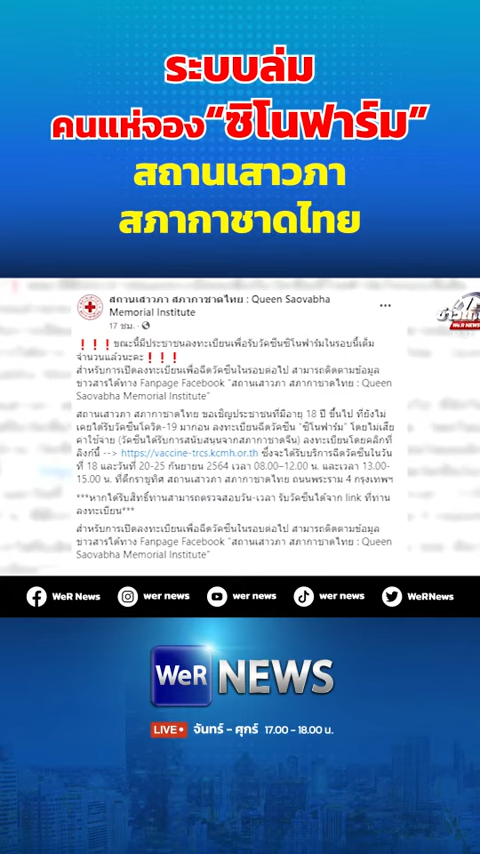 ระบบล่ม
คนแห่จอง“ซิโนฟาร์ม”
สถานเสาวภา
สภากาชาดไทย
สถานเสาวภา สภากาชาดไทย : Queen Saovabha
Memorial Institute
17 ชม. ·
❗❗❗ขณะนี้มีประชาชนลงทะเบียนเพื่อรับวัคซีนซิโนฟาร์มในรอบนี้เต็ม
จำนวนแล้วนะคะ❗❗❗
สำหรับการเปิดลงทะเบียนเพื่อฉีดวัคซีนในรอบต่อไป สามารถติดตามข้อมูล
ข่าวสารได้ทาง Fanpage Facebook “สถานเสาวภา สภากาชาดไทย : Queen
Saovabha Memorial Institute”
สถานเสาวภา สภากาชาดไทย ขอเชิญประชาชนที่มีอายุ 18 ปี ขึ้นไป ที่ยังไม่
เคยได้รับวัคซีนโควิด-19 มาก่อน ลงทะเบียนฉีดวัคซีน “ซิโนฟาร์ม” โดยไม่เสีย
ค่าใช้จ่าย (วัคซีนได้รับการสนับสนุนจากสภากาชาดจีน) ลงทะเบียนโดยคลิกที่
ลิงก์นี้ --> https://vaccine-trcs.kcmh.or.th ซึ่งจะได้รับบริการฉีดวัคซีนในวัน
ที่ 18 และวันที่ 20-25 กันยายน 2564 เวลา 08.00–12.00 น. และเวลา 13.00-
15.00 น. ที่ตึกราชูทิศ สถานเสาวภา สภากาชาดไทย ถนนพระราม 4 กรุงเทพฯ
***หากได้รับสิทธิ์ท่านสามารถตรวจสอบวัน-เวลา รับวัคซีนได้จาก link ที่ท่าน
ลงทะเบียน***
สำหรับการเปิดลงทะเบียนเพื่อฉีดวัคซีนในรอบต่อไป สามารถติดตามข้อมูล
ข่าวสารได้ทาง Fanpage Facebook “สถานเสาวภา สภากาชาดไทย : Queen
Saovabha Memorial Institute”
WeR NEWS
WeR News wer news wer news wer news WeRNews
WeR NEWS
LIVE• จันทร์ – ศุกร์ 17.00 - 18.00 น.